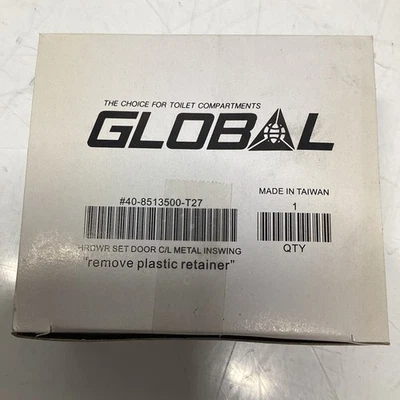 THE CHOICE FOR TOILET COMPARTMENTS
GLOBAL
#40-8513500-T27
MADE IN TAIWAN
1
QTY
HRDWR SET DOOR C/L METAL INSWING
"remove plastic retainer"